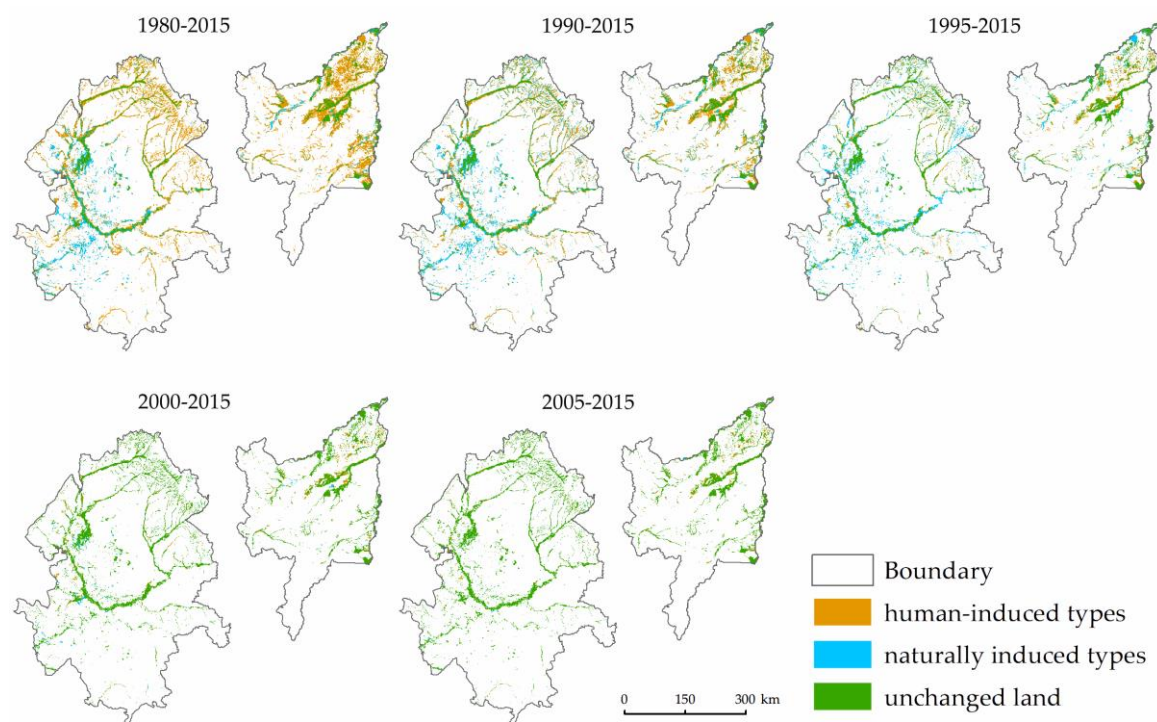 1980-2015
1990-2015
1995-2015
2000-2015
2005-2015
Boundary
human-induced types
naturally induced types
unchanged land
0 150 300 km